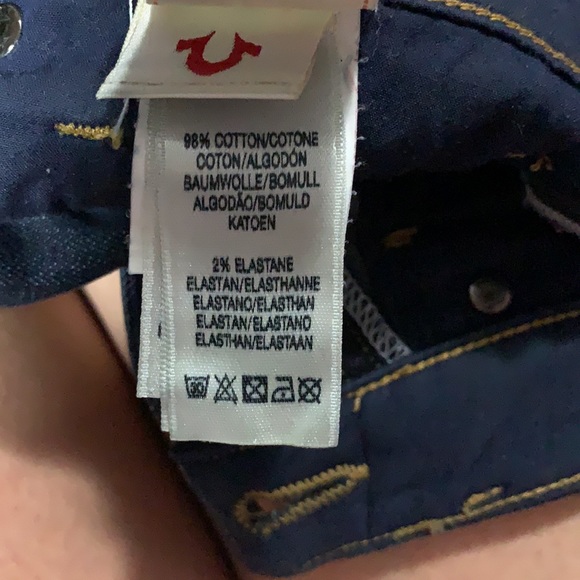 98% COTTON/COTONE
COTON/ALGODÓN
BAUMWOLLE/BOMULL
ALGODÃO/BOMULD
KATOEN
2% ELASTANE
ELASTAN/ELASTHANNE
ELASTANO/ELASTHAN
ELASTAN/ELASTANO
ELASTHAN/ELASTAAN
30